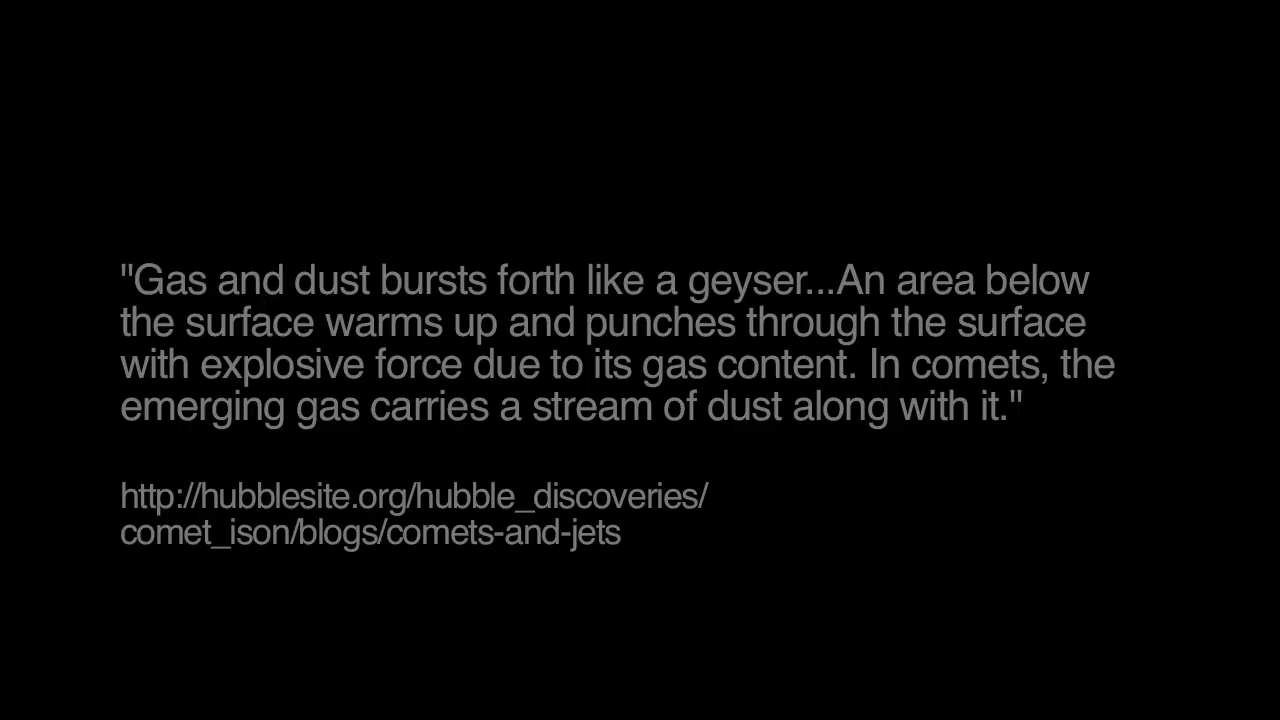 "Gas and dust bursts forth like a geyser...An area below
the surface warms up and punches through the surface
with explosive force due to its gas content. In comets, the
emerging gas carries a stream of dust along with it."
http://hubblesite.org/hubble_discoveries/
comet_ison/blogs/comets-and-jets